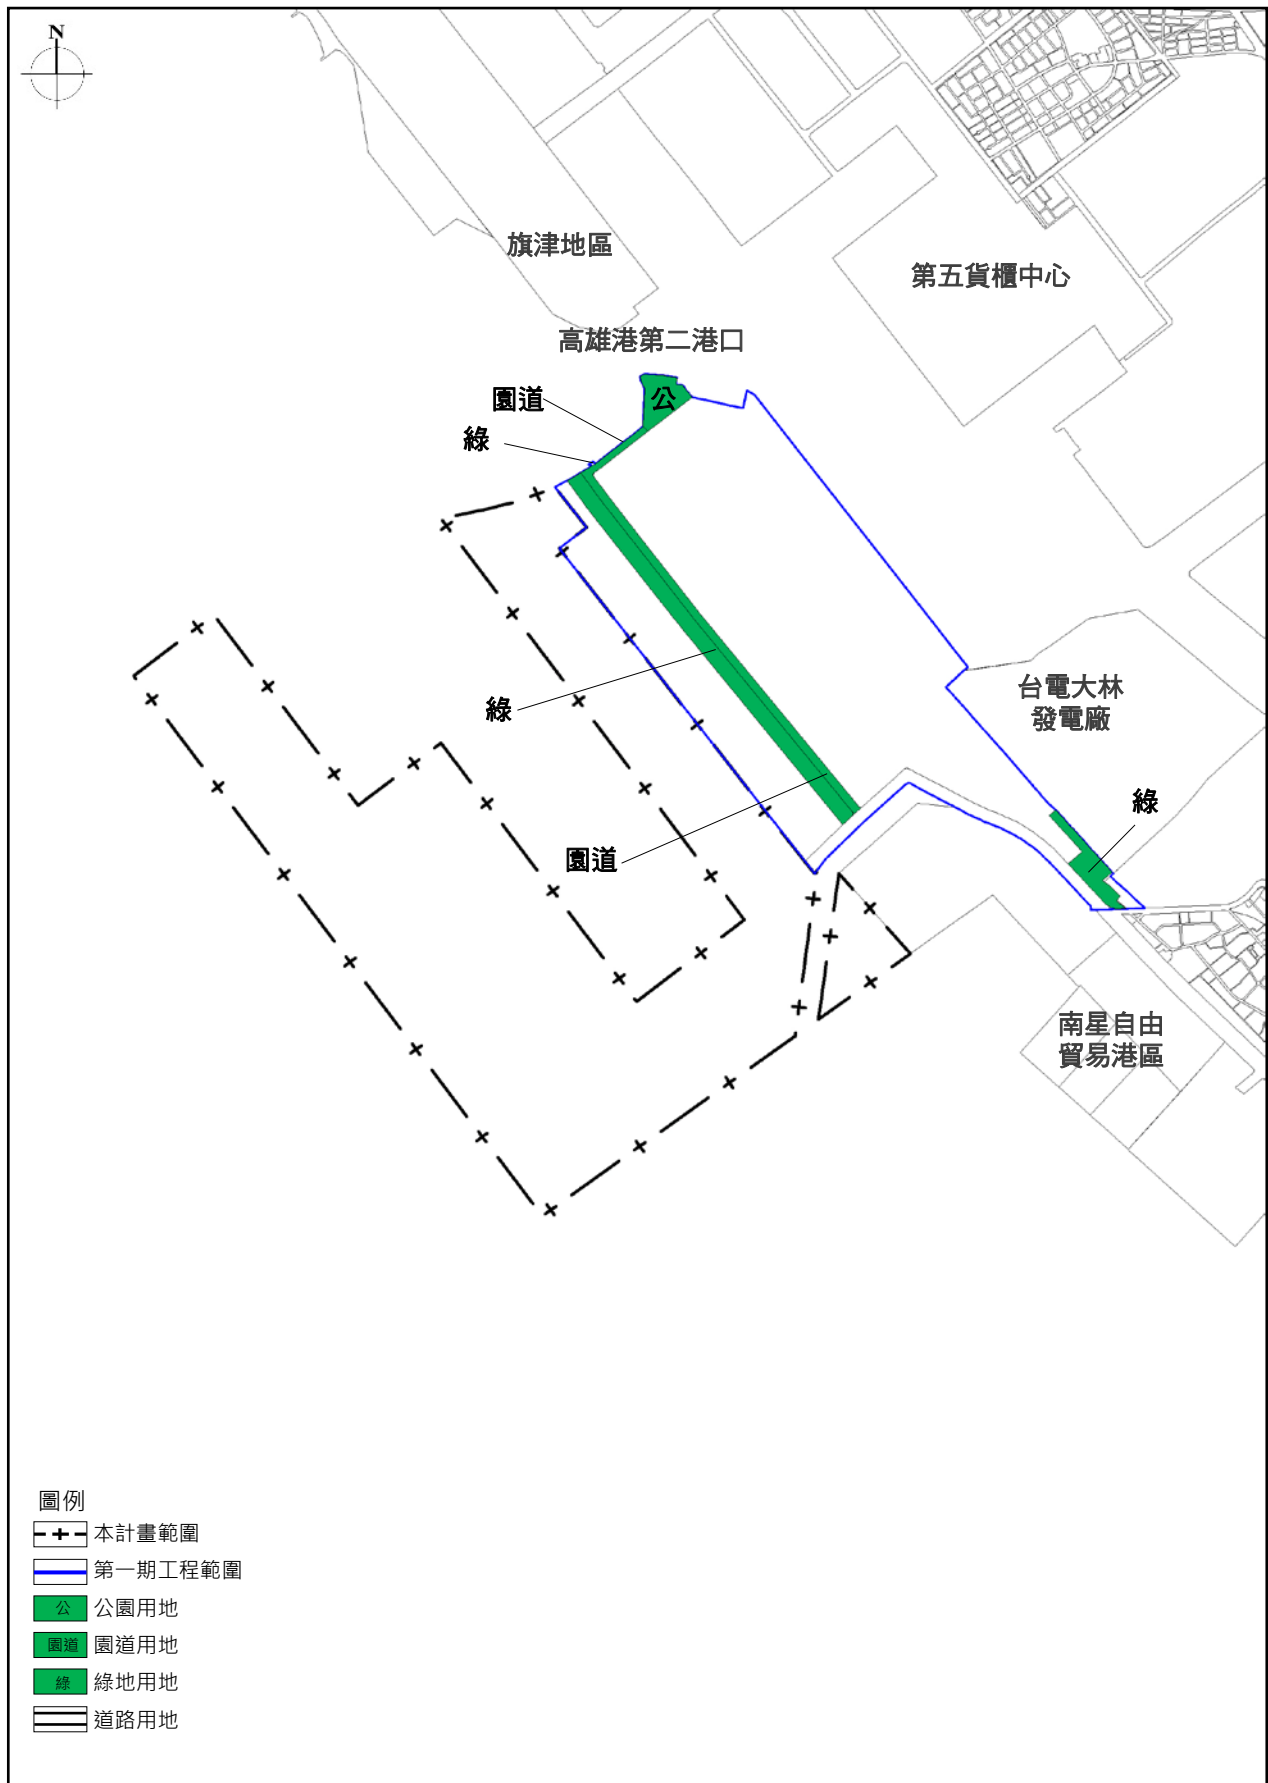 N
旗津地區
第五貨櫃中心
高雄港第二港口
園道
公
綠
綠
台電大林
發電廠
綠
園道
南星自由
貿易港區
圖例
本計畫範圍
第一期工程範圍
公 公園用地
園道 園道用地
綠 綠地用地
道路用地